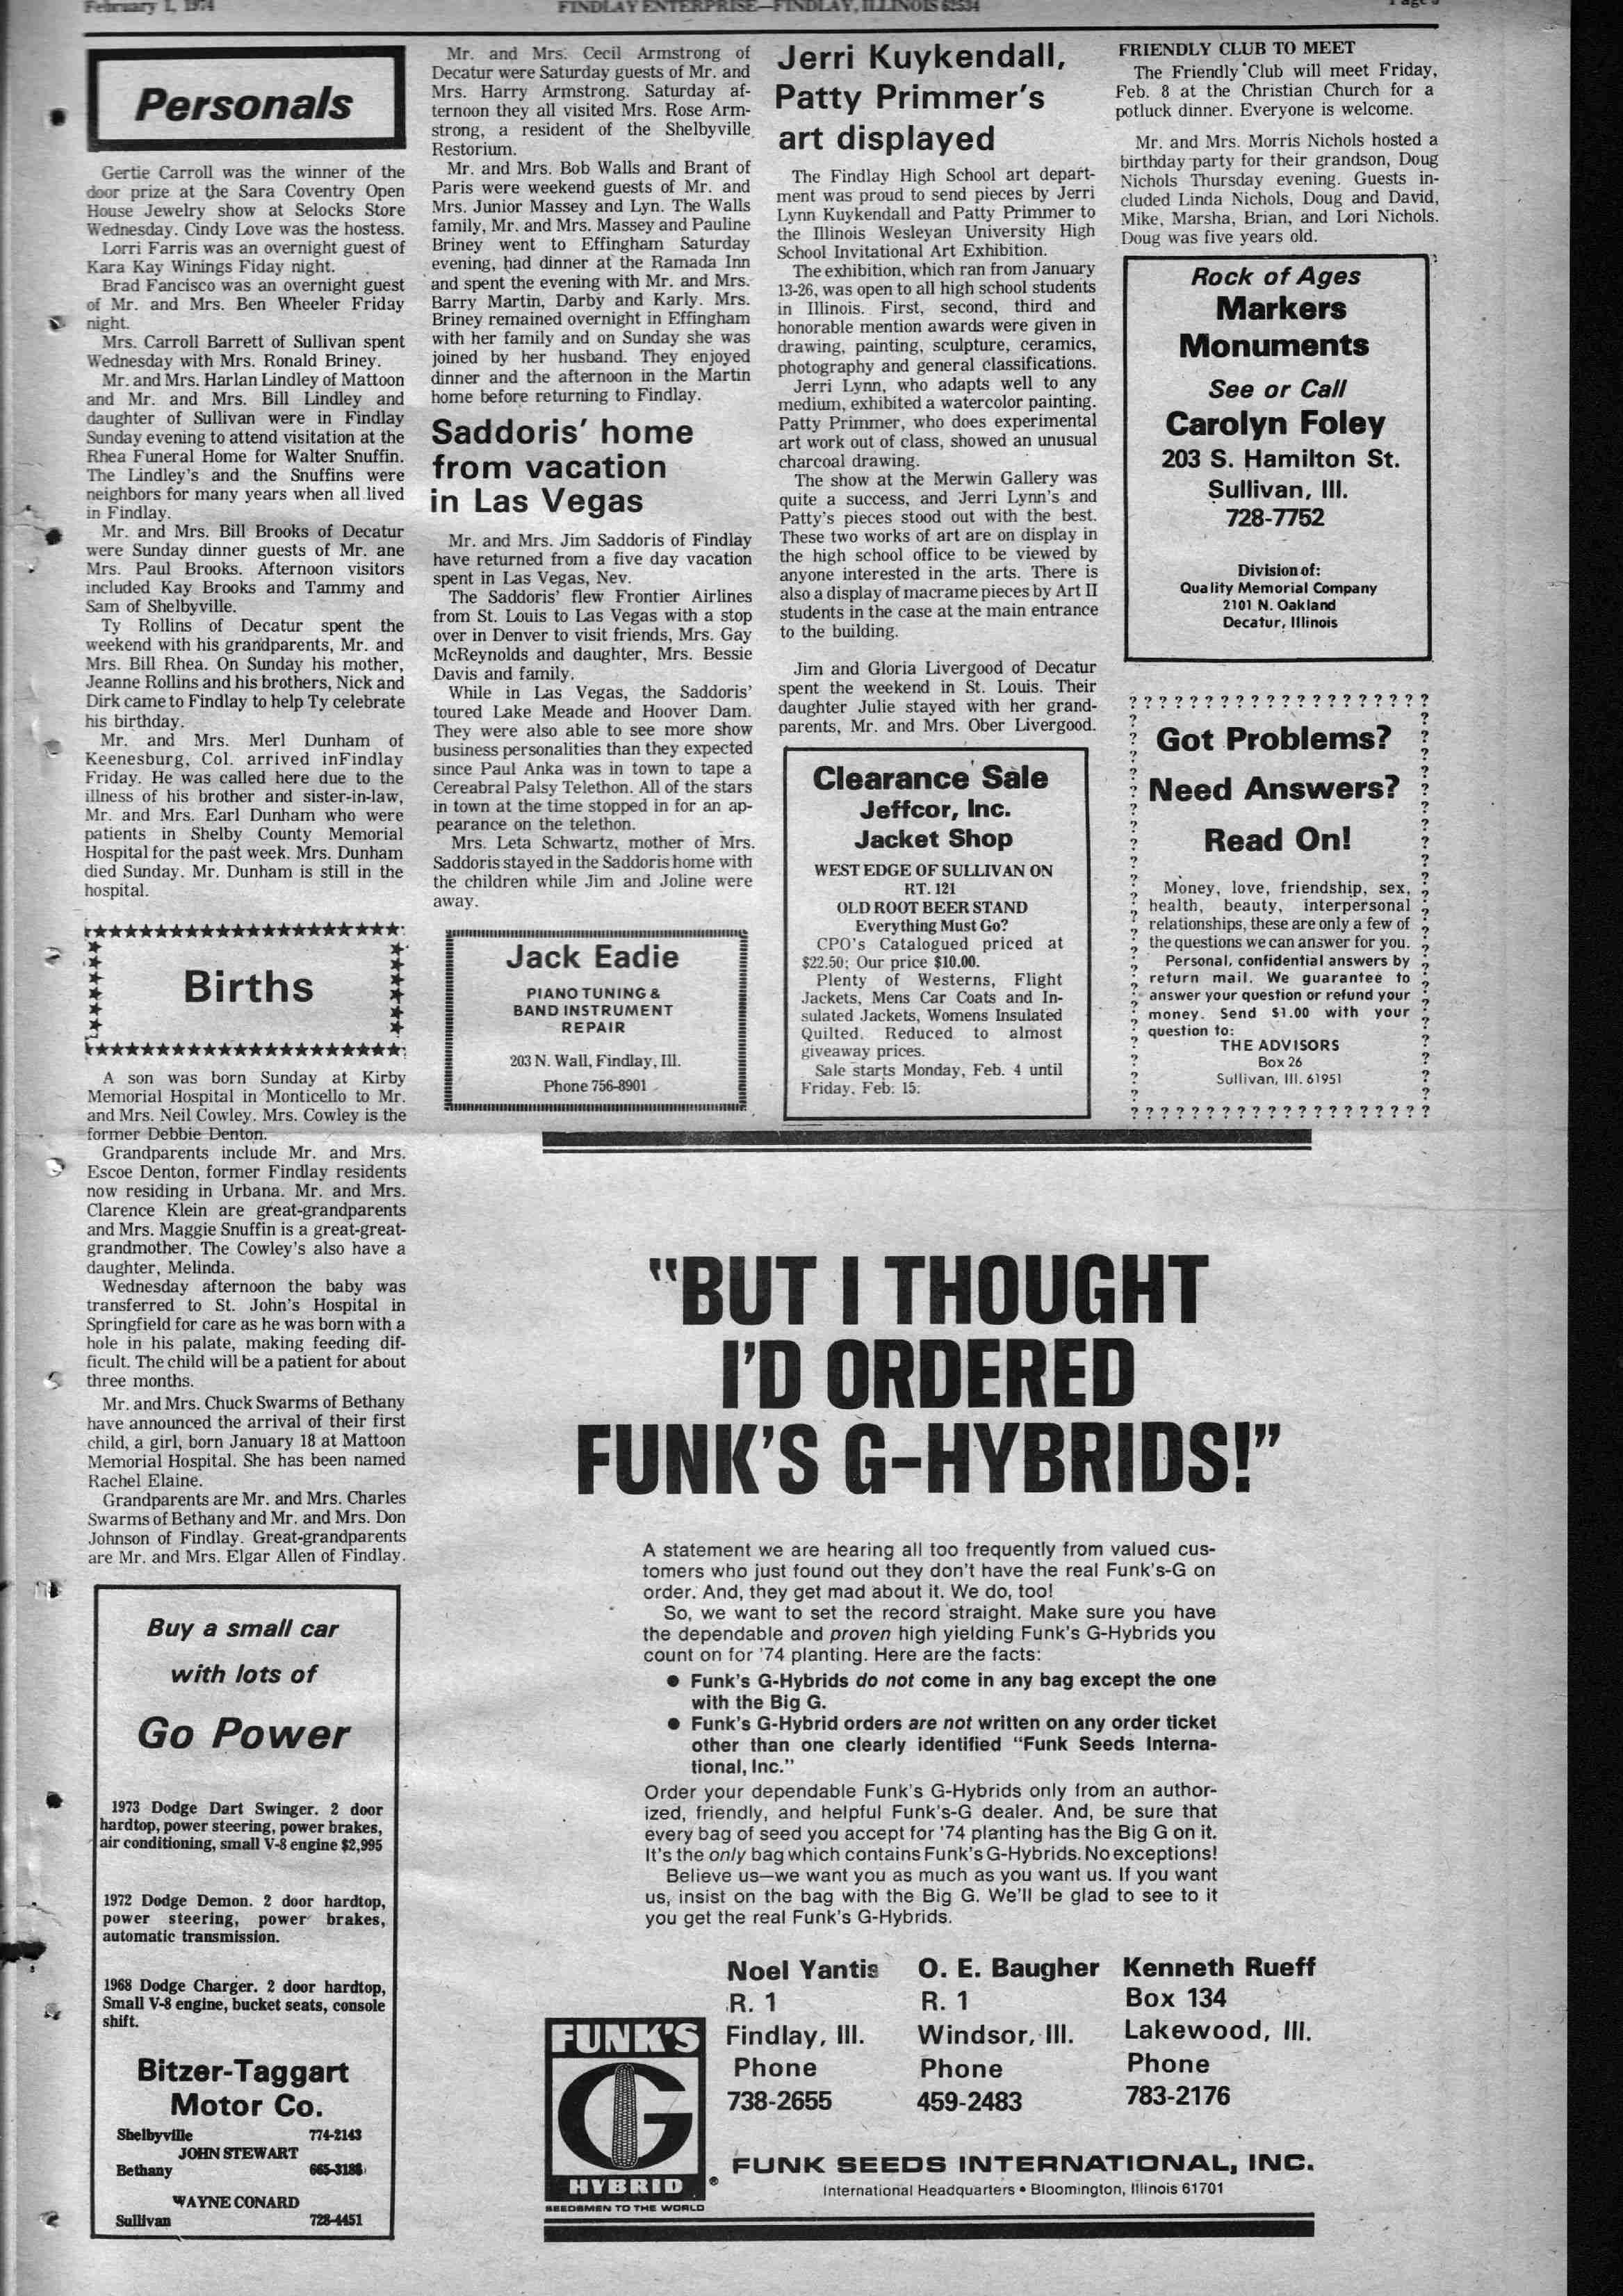 February 1, 1974
FINDLAY ENTERPRISE—FINDLAY, ILLINOIS 62534
Personals
Gertie Carroll was the winner of the
door prize at the Sara Coventry Open
House Jewelry show at Selocks Store
Wednesday. Cindy Love was the hostess.
Lorri Farris was an overnight guest of
Kara Kay Winings Fiday night.
Brad Fancisco was an overnight guest
of Mr. and Mrs. Ben Wheeler Friday
night.
Mrs. Carroll Barrett of Sullivan spent
Wednesday with Mrs. Ronald Briney.
Mr. and Mrs. Harlan Lindley of Mattoon
and Mr. and Mrs. Bill Lindley and
daughter of Sullivan were in Findlay
Sunday evening to attend visitation at the
Rhea Funeral Home for Walter Snuffin.
The Lindley's and the Snuffins were
neighbors for many years when all lived
in Findlay.
Mr. and Mrs. Bill Brooks of Decatur
were Sunday dinner guests of Mr. ane
Mrs. Paul Brooks. Afternoon visitors
included Kay Brooks and Tammy and
Sam of Shelbyville.
Ty Rollins of Decatur spent the
weekend with his grandparents, Mr. and
Mrs. Bill Rhea. On Sunday his mother,
Jeanne Rollins and his brothers, Nick and
Dirk came to Findlay to help Ty celebrate
his birthday.
Mr. and Mrs. Merl Dunham of
Keenesburg, Col. arrived inFindlay
Friday. He was called here due to the
illness of his brother and sister-in-law,
Mr. and Mrs. Earl Dunham who were
patients in Shelby County Memorial
Hospital for the past week. Mrs. Dunham
died Sunday. Mr. Dunham is still in the
hospital.
Births
A son was born Sunday at Kirby
Memorial Hospital in Monticello to Mr.
and Mrs. Neil Cowley. Mrs. Cowley is the
former Debbie Denton.
Grandparents include Mr. and Mrs.
Escoe Denton, former Findlay residents
now residing in Urbana. Mr. and Mrs.
Clarence Klein are great-grandparents
and Mrs. Maggie Snuffin is a great-great-
grandmother. The Cowley's also have a
daughter, Melinda.
Wednesday afternoon the baby was
transferred to St. John's Hospital in
Springfield for care as he was born with a
hole in his palate, making feeding dif-
ficult. The child will be a patient for about
three months.
Mr. and Mrs. Chuck Swarms of Bethany
have announced the arrival of their first
child, a girl, born January 18 at Mattoon
Memorial Hospital. She has been named
Rachel Elaine.
Grandparents are Mr. and Mrs. Charles
Swarms of Bethany and Mr. and Mrs. Don
Johnson of Findlay. Great-grandparents
are Mr. and Mrs. Elgar Allen of Findlay.
Buy a small car
with lots of
Go Power
1973 Dodge Dart Swinger. 2 door
hardtop, power steering, power brakes,
air conditioning, small V-8 engine $2,995
1972 Dodge Demon. 2 door hardtop,
power steering, power brakes,
automatic transmission.
1968 Dodge Charger. 2 door hardtop,
Small V-8 engine, bucket seats, console
shift.
Bitzer-Taggart
Motor Co.
Shelbyville 774-2143
JOHN STEWART
Bethany 665-3188
WAYNE CONARD
Sullivan 728-4451
Mr. and Mrs. Cecil Armstrong of
Decatur were Saturday guests of Mr. and
Mrs. Harry Armstrong. Saturday af-
ternoon they all visited Mrs. Rose Arm-
strong, a resident of the Shelbyville
Restorium.
Mr. and Mrs. Bob Walls and Brant of
Paris were weekend guests of Mr. and
Mrs. Junior Massey and Lyn. The Walls
family, Mr. and Mrs. Massey and Pauline
Briney went to Effingham Saturday
evening, had dinner at the Ramada Inn
and spent the evening with Mr. and Mrs.
Barry Martin, Darby and Karly. Mrs.
Briney remained overnight in Effingham
with her family and on Sunday she was
joined by her husband. They enjoyed
dinner and the afternoon in the Martin
home before returning to Findlay.
Saddoris' home
from vacation
in Las Vegas
Mr. and Mrs. Jim Saddoris of Findlay
have returned from a five day vacation
spent in Las Vegas, Nev.
The Saddoris' flew Frontier Airlines
from St. Louis to Las Vegas with a stop
over in Denver to visit friends, Mrs. Gay
McReynolds and daughter, Mrs. Bessie
Davis and family.
While in Las Vegas, the Saddoris'
toured Lake Meade and Hoover Dam.
They were also able to see more show
business personalities than they expected
since Paul Anka was in town to tape a
Cereabral Palsy Telethon. All of the stars
in town at the time stopped in for an ap-
pearance on the telethon.
Mrs. Leta Schwartz, mother of Mrs.
Saddoris stayed in the Saddoris home with
the children while Jim and Joline were
away.
Jack Eadie
PIANO TUNING &
BAND INSTRUMENT
REPAIR
203 N. Wall, Findlay, Ill.
Phone 756-8901
Jerri Kuykendall,
Patty Primmer's
art displayed
The Findlay High School art depart-
ment was proud to send pieces by Jerri
Lynn Kuykendall and Patty Primmer to
the Illinois Wesleyan University High
School Invitational Art Exhibition.
The exhibition, which ran from January
13-26, was open to all high school students
in Illinois. First, second, third and
honorable mention awards were given in
drawing, painting, sculpture, ceramics,
photography and general classifications.
Jerri Lynn, who adapts well to any
medium, exhibited a watercolor painting.
Patty Primmer, who does experimental
art work out of class, showed an unusual
charcoal drawing.
The show at the Merwin Gallery was
quite a success, and Jerri Lynn's and
Patty's pieces stood out with the best.
These two works of art are on display in
the high school office to be viewed by
anyone interested in the arts. There is
also a display of macrame pieces by Art II
students in the case at the main entrance
to the building.
Jim and Gloria Livergood of Decatur
spent the weekend in St. Louis. Their
daughter Julie stayed with her grand-
parents, Mr. and Mrs. Ober Livergood.
Clearance Sale
Jeffcor, Inc.
Jacket Shop
WEST EDGE OF SULLIVAN ON
RT. 121
OLD ROOT BEER STAND
Everything Must Go?
CPO's Catalogued priced at
$22.50; Our price $10.00.
Plenty of Westerns, Flight
Jackets, Mens Car Coats and In-
sulated Jackets, Womens Insulated
Quilted. Reduced to almost
giveaway prices.
Sale starts Monday, Feb. 4 until
Friday, Feb. 15.
FRIENDLY CLUB TO MEET
The Friendly Club will meet Friday,
Feb. 8 at the Christian Church for a
potluck dinner. Everyone is welcome.
Mr. and Mrs. Morris Nichols hosted a
birthday party for their grandson, Doug
Nichols Thursday evening. Guests in-
cluded Linda Nichols, Doug and David,
Mike, Marsha, Brian, and Lori Nichols.
Doug was five years old.
Rock of Ages
Markers
Monuments
See or Call
Carolyn Foley
203 S. Hamilton St.
Sullivan, Ill.
728-7752
Division of:
Quality Memorial Company
2101 N. Oakland
Decatur, Illinois
? ? ? ? ? ? ? ? ? ? ? ? ? ? ? ? ? ? ? ?
Got Problems?
Need Answers?
Read On!
Money, love, friendship, sex,
health, beauty, interpersonal
relationships, these are only a few of
the questions we can answer for you.
Personal, confidential answers by
return mail. We guarantee to
answer your question or refund your
money. Send $1.00 with your
question to:
THE ADVISORS
Box 26
Sullivan, Ill. 61951
? ? ? ? ? ? ? ? ? ? ? ? ? ? ? ? ? ? ? ?
"BUT I THOUGHT
I'D ORDERED
FUNK'S G-HYBRIDS!"
A statement we are hearing all too frequently from valued cus-
tomers who just found out they don't have the real Funk's-G on
order. And, they get mad about it. We do, too!
So, we want to set the record straight. Make sure you have
the dependable and proven high yielding Funk's G-Hybrids you
count on for '74 planting. Here are the facts:
● Funk's G-Hybrids do not come in any bag except the one
with the Big G.
● Funk's G-Hybrid orders are not written on any order ticket
other than one clearly identified "Funk Seeds Interna-
tional, Inc."
Order your dependable Funk's G-Hybrids only from an author-
ized, friendly, and helpful Funk's-G dealer. And, be sure that
every bag of seed you accept for '74 planting has the Big G on it.
It's the only bag which contains Funk's G-Hybrids. No exceptions!
Believe us—we want you as much as you want us. If you want
us, insist on the bag with the Big G. We'll be glad to see to it
you get the real Funk's G-Hybrids.
Noel Yantis
R. 1
Findlay, Ill.
Phone
738-2655
O. E. Baugher
R. 1
Windsor, Ill.
Phone
459-2483
Kenneth Rueff
Box 134
Lakewood, Ill.
Phone
783-2176
FUNK'S
G
HYBRID
®
SEEDSMEN TO THE WORLD
FUNK SEEDS INTERNATIONAL, INC.
International Headquarters • Bloomington, Illinois 61701